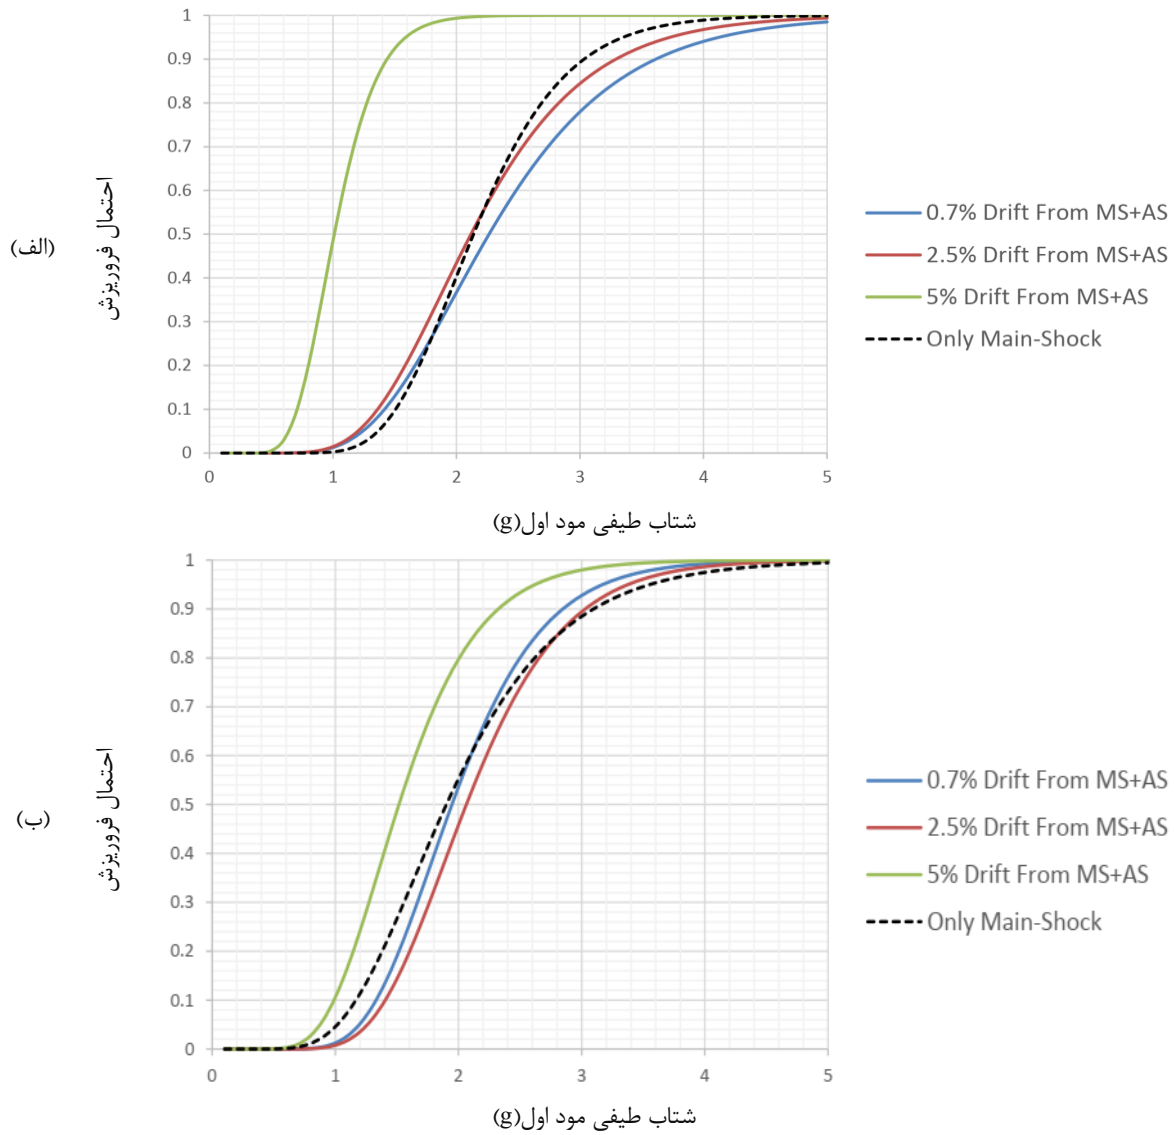 1
0.9
0.8
0.7
0.6
0.5
0.4
0.3
0.2
0.1
0
0 1 2 3 4 5
احتمال فروریزش
(الف)
شتاب طیفی مود اول(g)
0.7% Drift From MS+AS
2.5% Drift From MS+AS
5% Drift From MS+AS
Only Main-Shock
1
0.9
0.8
0.7
0.6
0.5
0.4
0.3
0.2
0.1
0
0 1 2 3 4 5
احتمال فروریزش
(ب)
شتاب طیفی مود اول(g)
0.7% Drift From MS+AS
2.5% Drift From MS+AS
5% Drift From MS+AS
Only Main-Shock